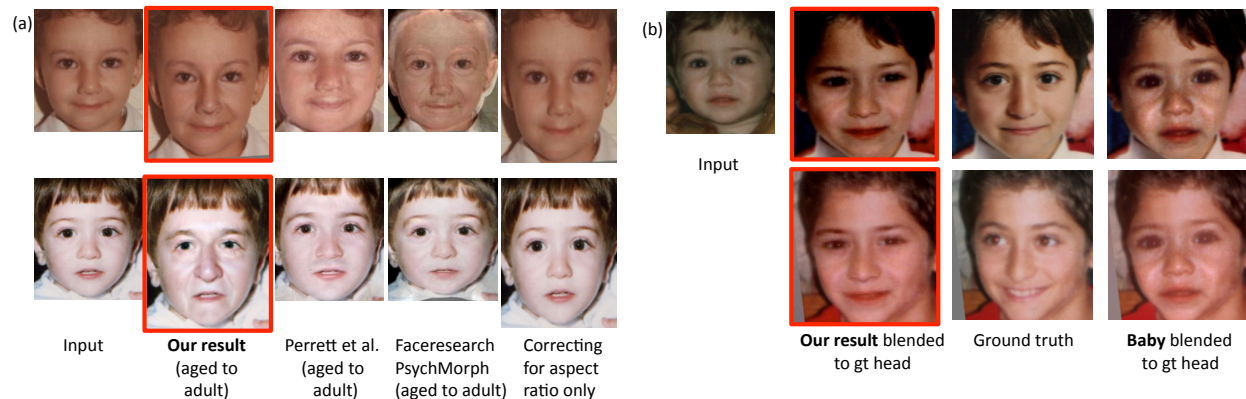 (a)
Input
Our result
(aged to
adult)
Perrett et al.
(aged to
adult)
Faceresearch
PsychMorph
(aged to adult)
Correcting
for aspect
ratio only
(b)
Input
Our result blended
to gt head
Ground truth
Baby blended
to gt head